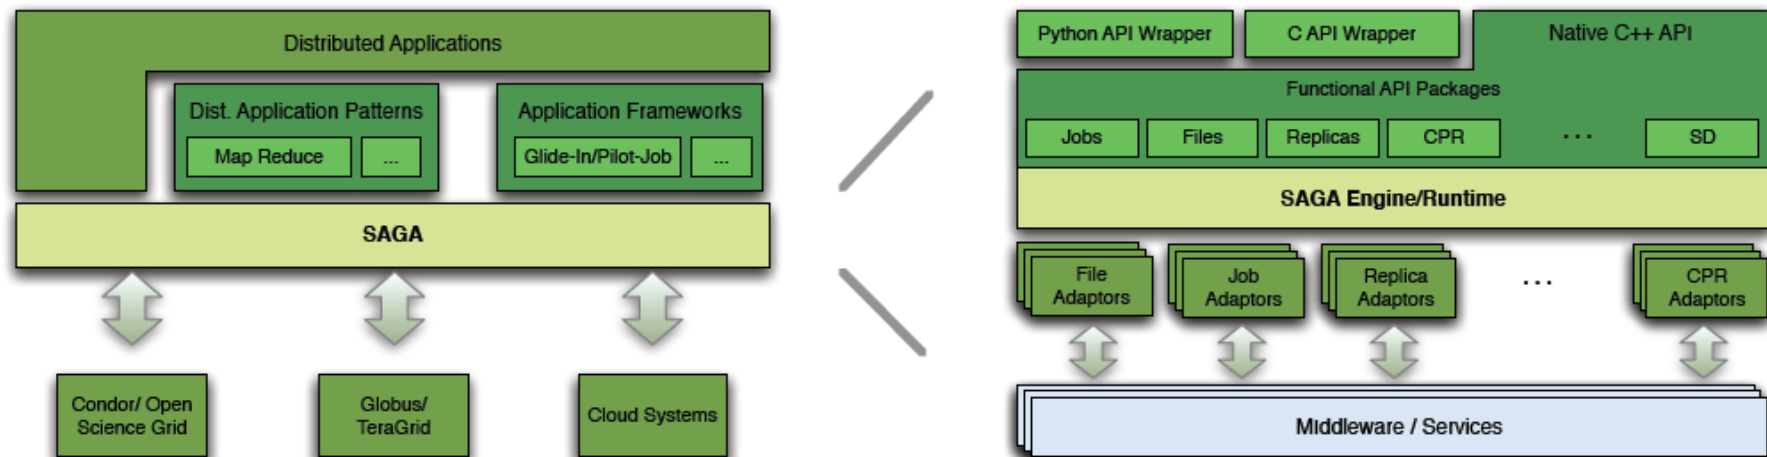 Distributed Applications
Dist. Application Patterns
Map Reduce
...
Application Frameworks
Glide-In/Pilot-Job
...
SAGA
Condor/ Open
Science Grid
Globus/
TeraGrid
Cloud Systems
Python API Wrapper
C API Wrapper
Native C++ API
Functional API Packages
Jobs
Files
Replicas
CPR
...
SD
SAGA Engine/Runtime
File
Adaptors
Job
Adaptors
Replica
Adaptors
...
CPR
Adaptors
Middleware / Services